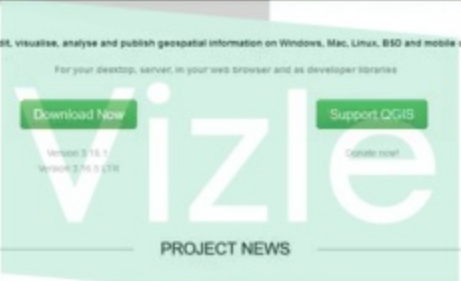 dit, visualise, analyse and publish geospatial information on Windows, Mac, Linux, BSD and mobile
For your desktop, server, in your web browser and as developer libraries
Download Now Support QGIS
Version 3.18.1 Donate now!
Version 3.16.5 LTR
Vizle
PROJECT NEWS